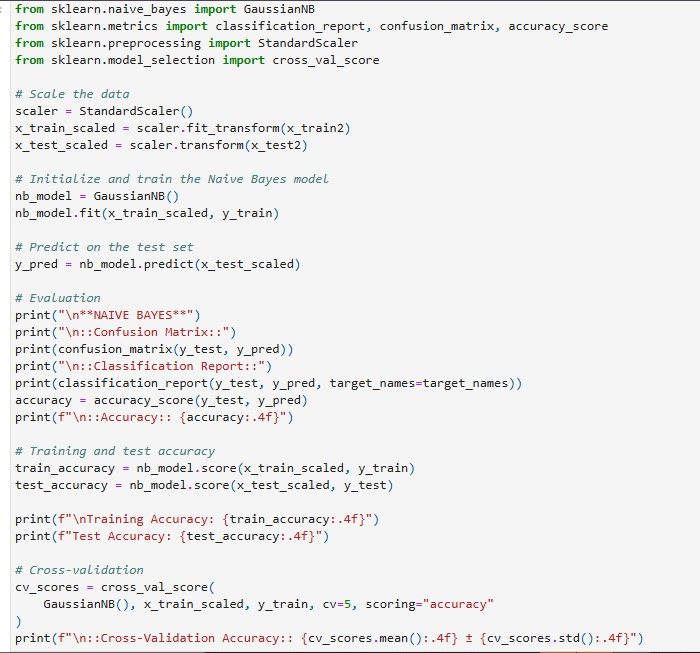 from sklearn.naive_bayes import GaussianNB
from sklearn.metrics import classification_report, confusion_matrix, accuracy_score
from sklearn.preprocessing import StandardScaler
from sklearn.model_selection import cross_val_score

# Scale the data
scaler = StandardScaler()
x_train_scaled = scaler.fit_transform(x_train2)
x_test_scaled = scaler.transform(x_test2)

# Initialize and train the Naive Bayes model
nb_model = GaussianNB()
nb_model.fit(x_train_scaled, y_train)

# Predict on the test set
y_pred = nb_model.predict(x_test_scaled)

# Evaluation
print("\n**NAIVE BAYES**")
print("\n::Confusion Matrix::")
print(confusion_matrix(y_test, y_pred))
print("\n::Classification Report::")
print(classification_report(y_test, y_pred, target_names=target_names))
accuracy = accuracy_score(y_test, y_pred)
print(f"\n::Accuracy:: {accuracy:.4f}")

# Training and test accuracy
train_accuracy = nb_model.score(x_train_scaled, y_train)
test_accuracy = nb_model.score(x_test_scaled, y_test)

print(f"\nTraining Accuracy: {train_accuracy:.4f}")
print(f"Test Accuracy: {test_accuracy:.4f}")

# Cross-validation
cv_scores = cross_val_score(
    GaussianNB(), x_train_scaled, y_train, cv=5, scoring="accuracy"
)
print(f"\n::Cross-Validation Accuracy:: {cv_scores.mean():.4f} ± {cv_scores.std():.4f}")